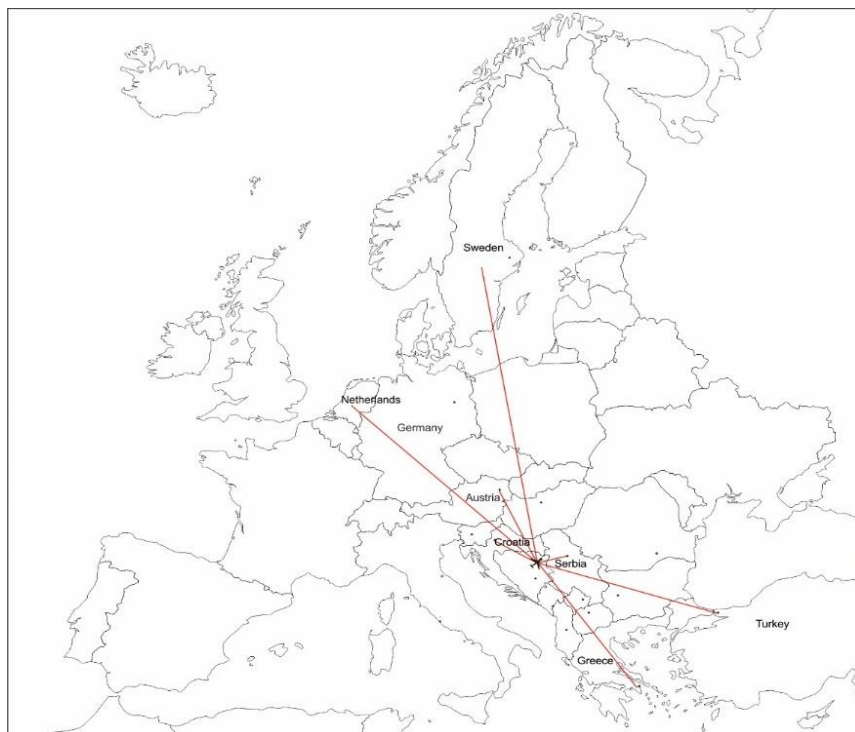 Sweden
Netherlands
Germany
Austria
Croatia
Serbia
Turkey
Greece